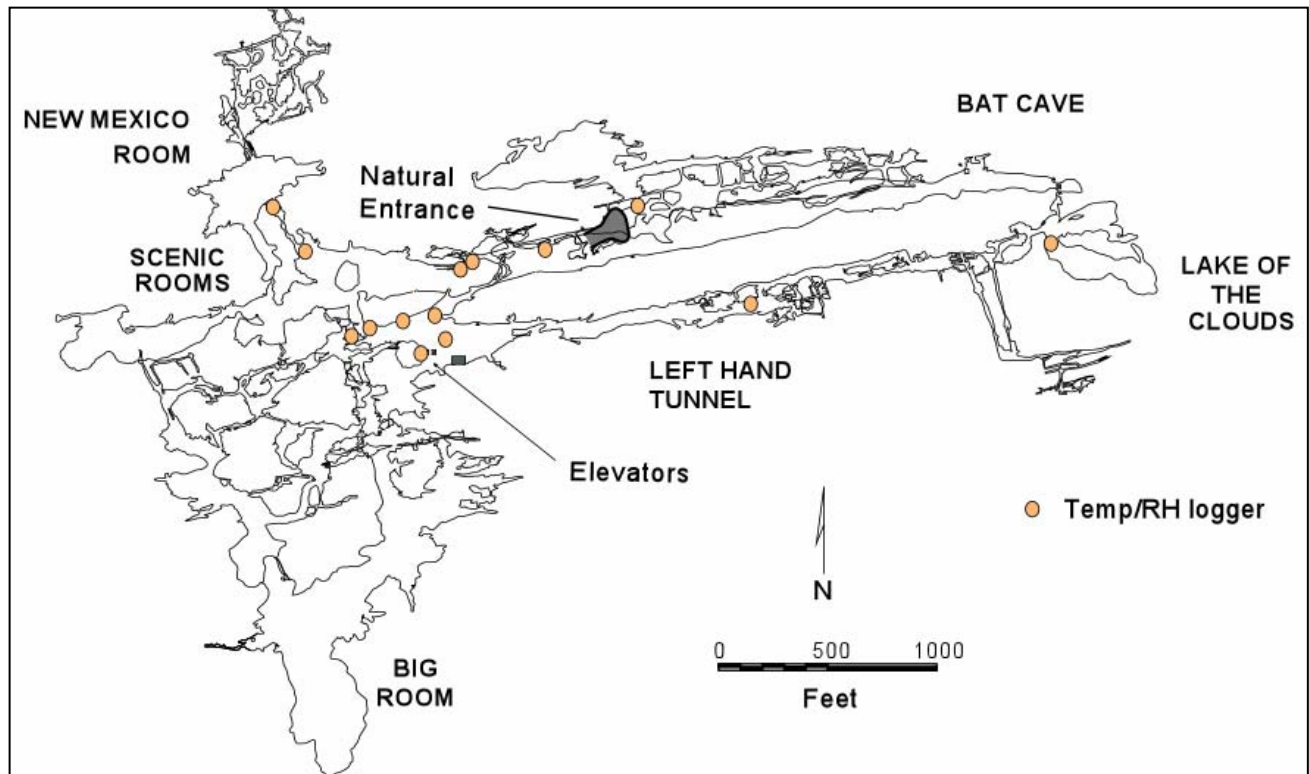 BAT CAVE
NEW MEXICO
ROOM
Natural
Entrance
SCENIC
ROOMS
LAKE OF
THE
CLOUDS
LEFT HAND
TUNNEL
Elevators
Temp/RH logger
N
0 500 1000
Feet
BIG
ROOM